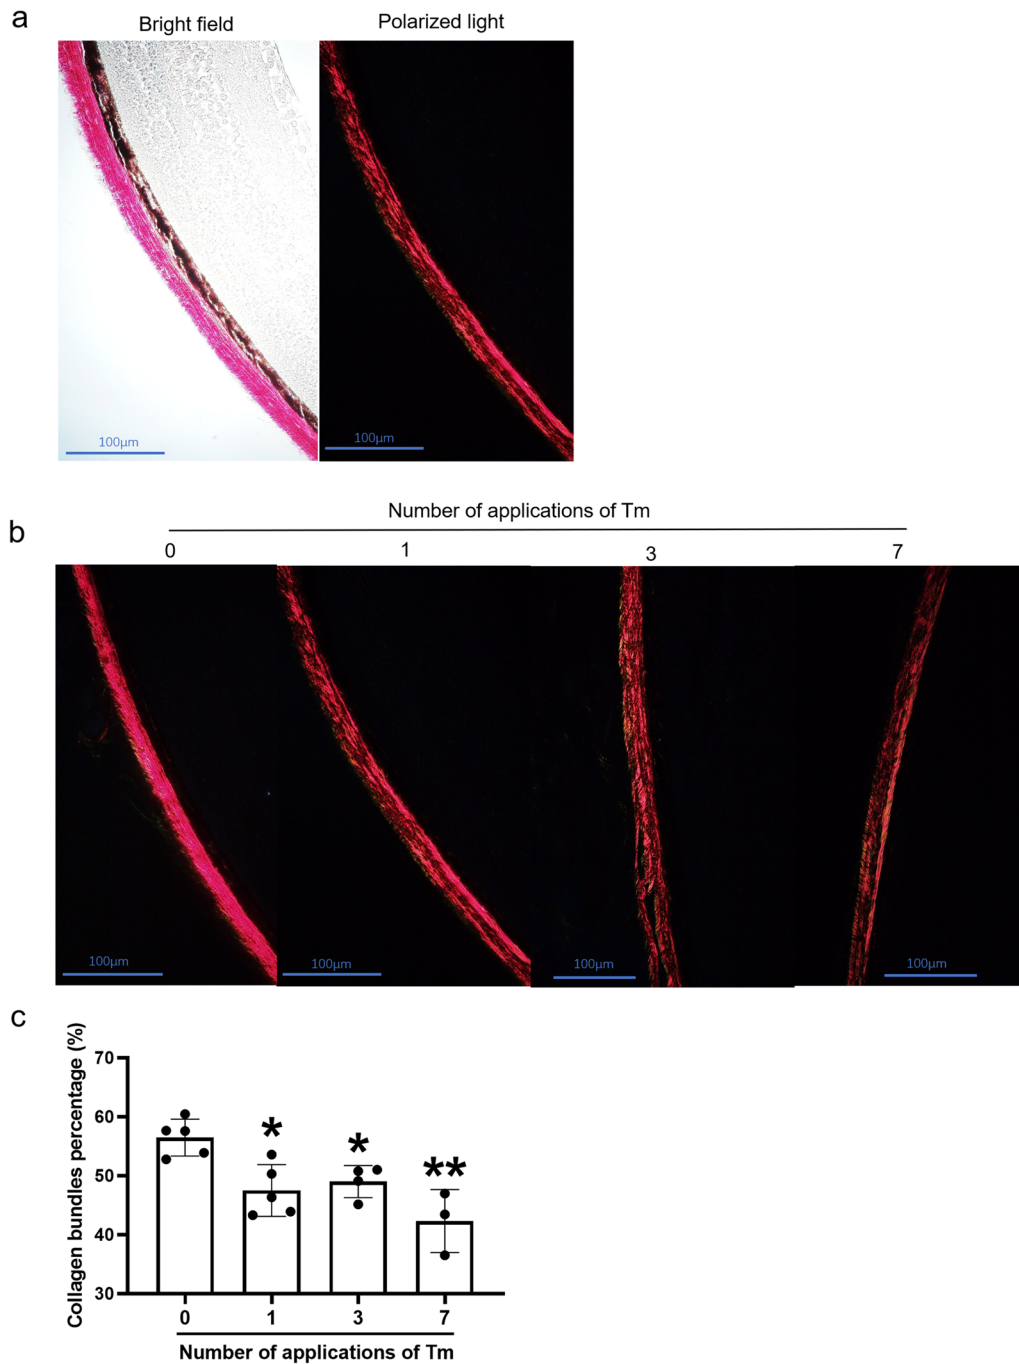 a
Bright field
Polarized light
100μm
100μm
b
Number of applications of Tm
0
1
3
7
100μm
100μm
100μm
100μm
c
Collagen bundles percentage (%)
70
60
50
40
30
*
*
**
0
1
3
7
Number of applications of Tm